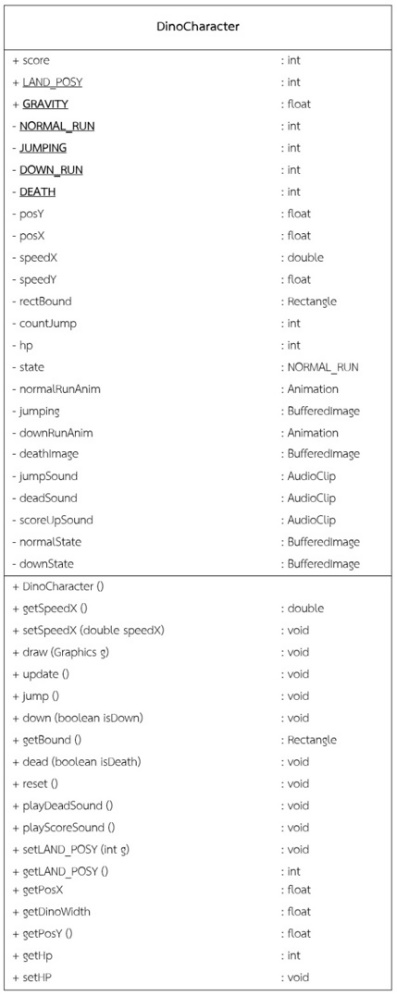 DinoCharacter
+ score : int
+ LAND_POSY : int
+ GRAVITY : float
- NORMAL_RUN : int
- JUMPING : int
- DOWN_RUN : int
- DEATH : int
- posY : float
- posX : float
- speedX : double
- speedY : float
- rectBound : Rectangle
- countJump : int
- hp : int
- state : NORMAL_RUN
- normalRunAnim : Animation
- jumping : BufferedImage
- downRunAnim : Animation
- deathImage : BufferedImage
- jumpSound : AudioClip
- deadSound : AudioClip
- scoreUpSound : AudioClip
- normalState : BufferedImage
- downState : BufferedImage
+ DinoCharacter ()
+ getSpeedX () : double
+ setSpeedX (double speedX) : void
+ draw (Graphics g) : void
+ update () : void
+ jump () : void
+ down (boolean isDown) : void
+ getBound () : Rectangle
+ dead (boolean isDeath) : void
+ reset () : void
+ playDeadSound () : void
+ playScoreSound () : void
+ setLAND_POSY (int g) : void
+ getLAND_POSY () : int
+ getPosX : float
+ getDinoWidth : float
+ getPosY () : float
+ getHp : int
+ setHP : void